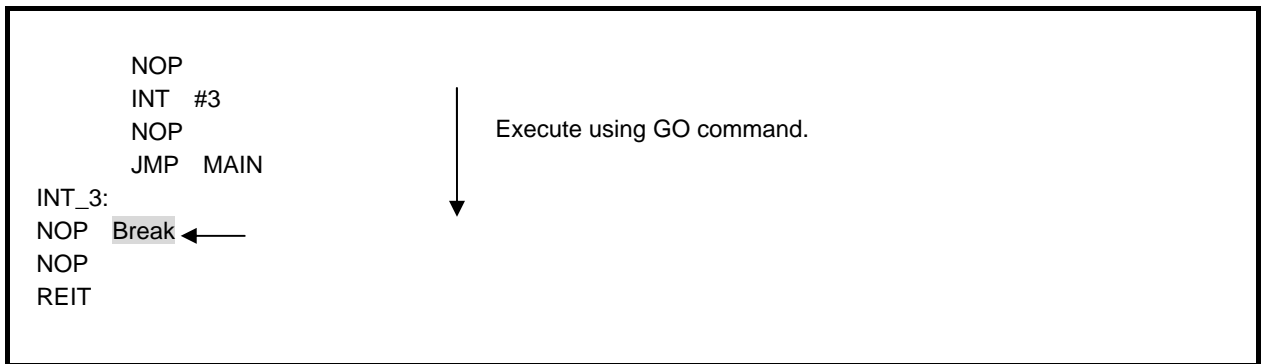 NOP
INT #3
NOP
Execute using GO command.
JMP MAIN
INT_3:
NOP Break
NOP
REIT